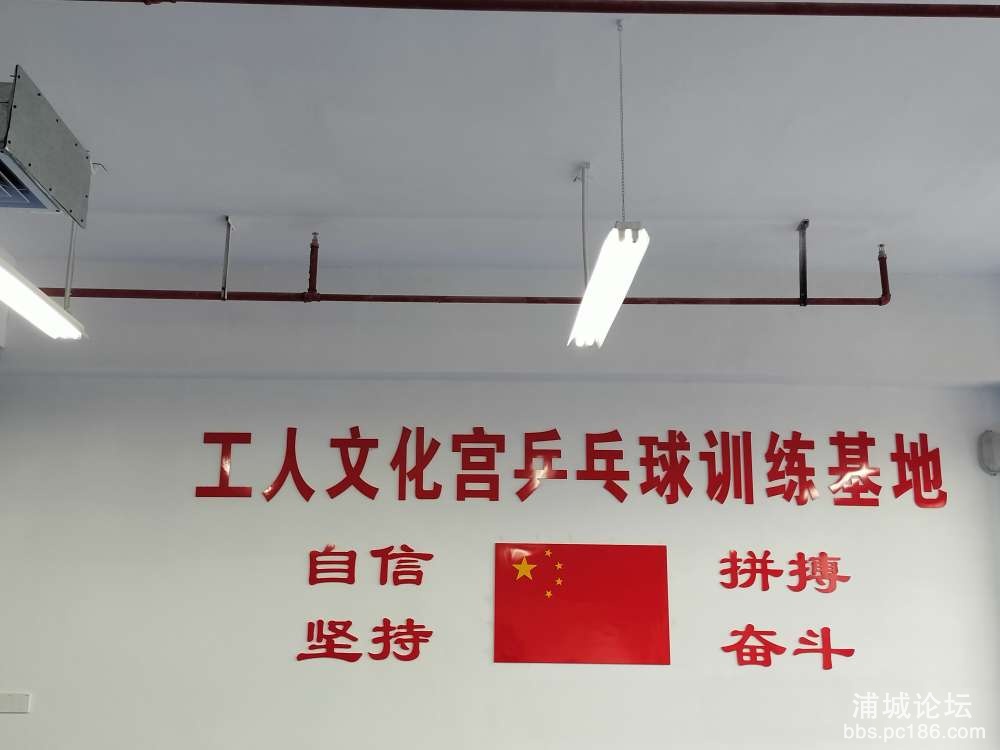 工人文化宫乒乓球训练基地
自信
坚持
拼搏
奋斗
浦城论坛
bbs.pc186.com